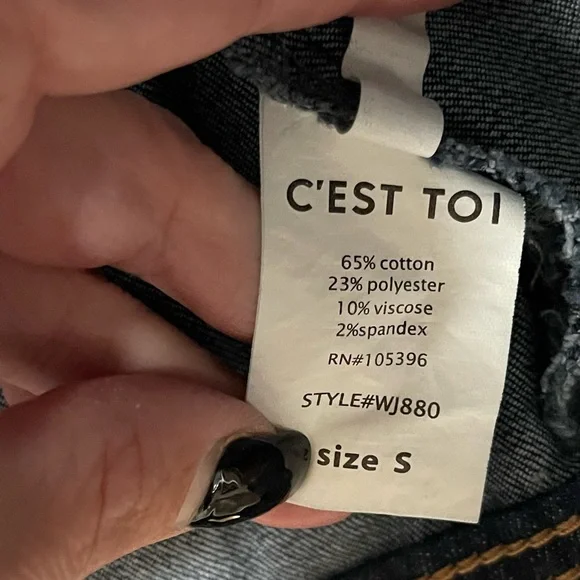 C'EST TOI
65% cotton
23% polyester
10% viscose
2%spandex
RN#105396
STYLE#WJ880
size S